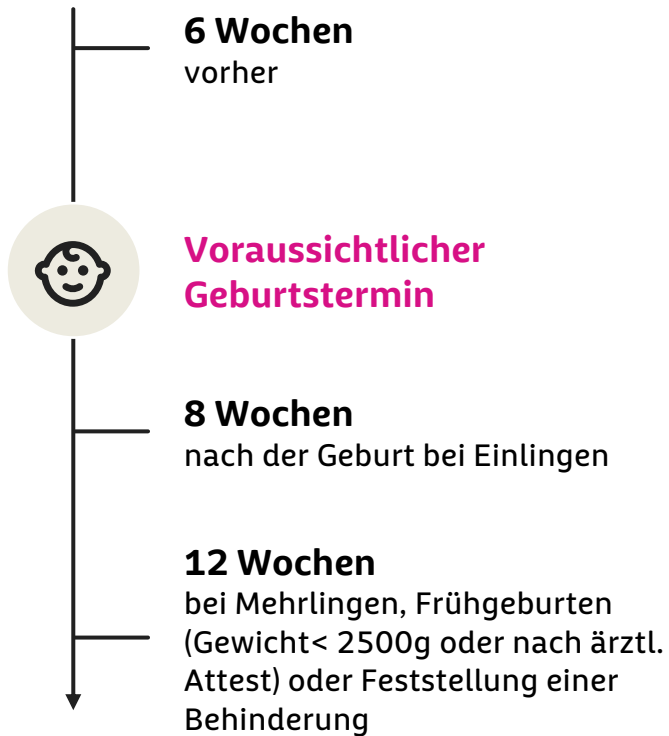 6 Wochen
vorher
Voraussichtlicher
Geburtstermin
8 Wochen
nach der Geburt bei Einlingen
12 Wochen
bei Mehrlingen, Frühgeburten
(Gewicht< 2500g oder nach ärztl.
Attest) oder Feststellung einer
Behinderung